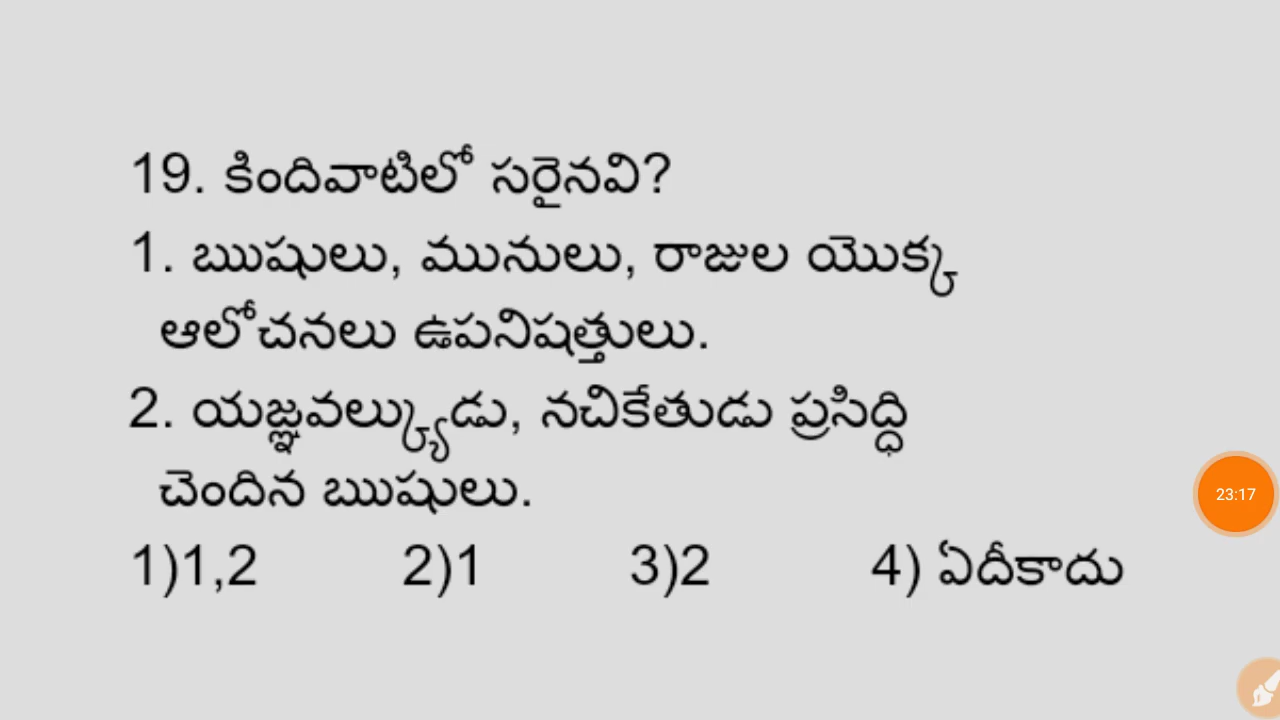 19. కిందివాటిలో సరైనవి?
1. ఋషులు, మునులు, రాజుల యొక్క
ఆలోచనలు ఉపనిషత్తులు.
2. యజ్ఞవల్క్యుడు, నచికేతుడు ప్రసిద్ధి
చెందిన ఋషులు.
1)1,2 2)1 3)2 4) ఏదీకాదు
23:17